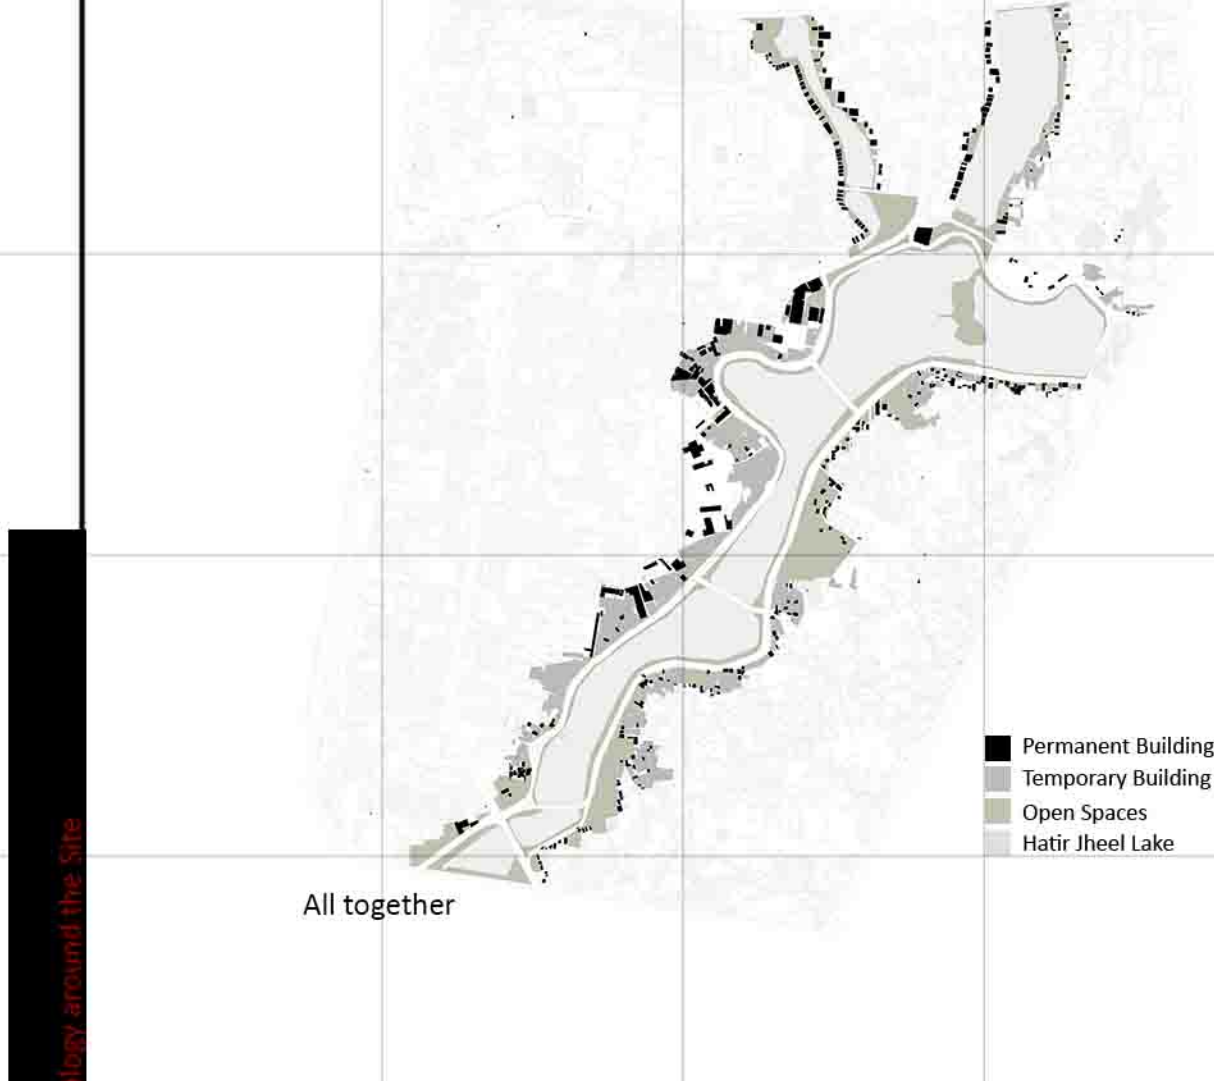 Permanent Building
Temporary Building
Open Spaces
Hatir Jheel Lake
All together
ology around the Site